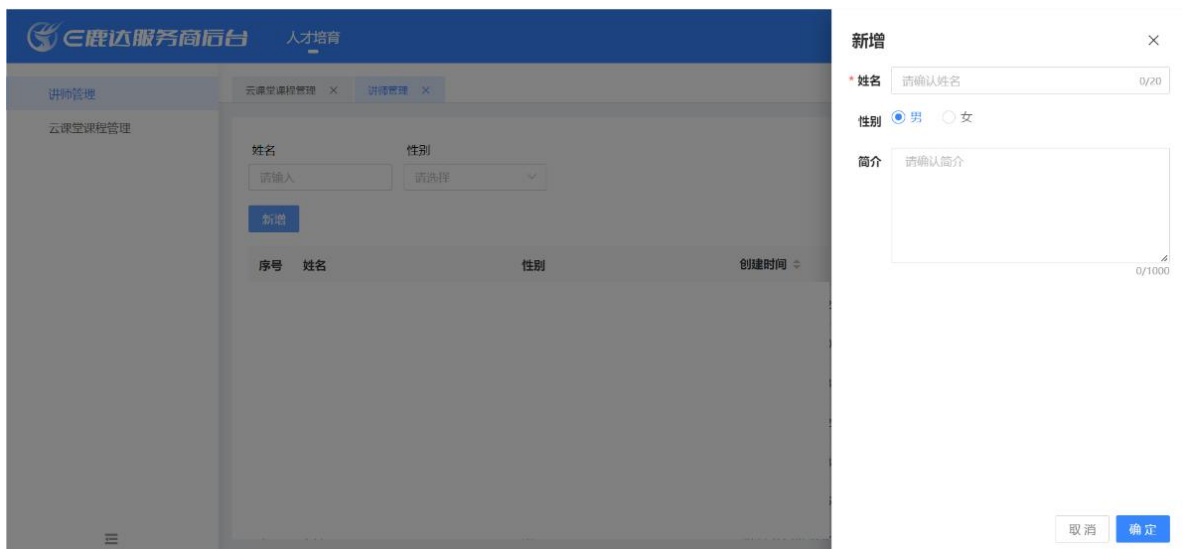 E鹿达服务商后台
人才培育
讲师管理
云课堂课程管理
云课堂课程管理 ×
讲师管理 ×
姓名
性别
请输入
请选择
新增
序号 姓名 性别 创建时间
新增 ×
* 姓名 请确认姓名 0/20
性别 男 女
简介 请确认简介
0/1000
取消 确定